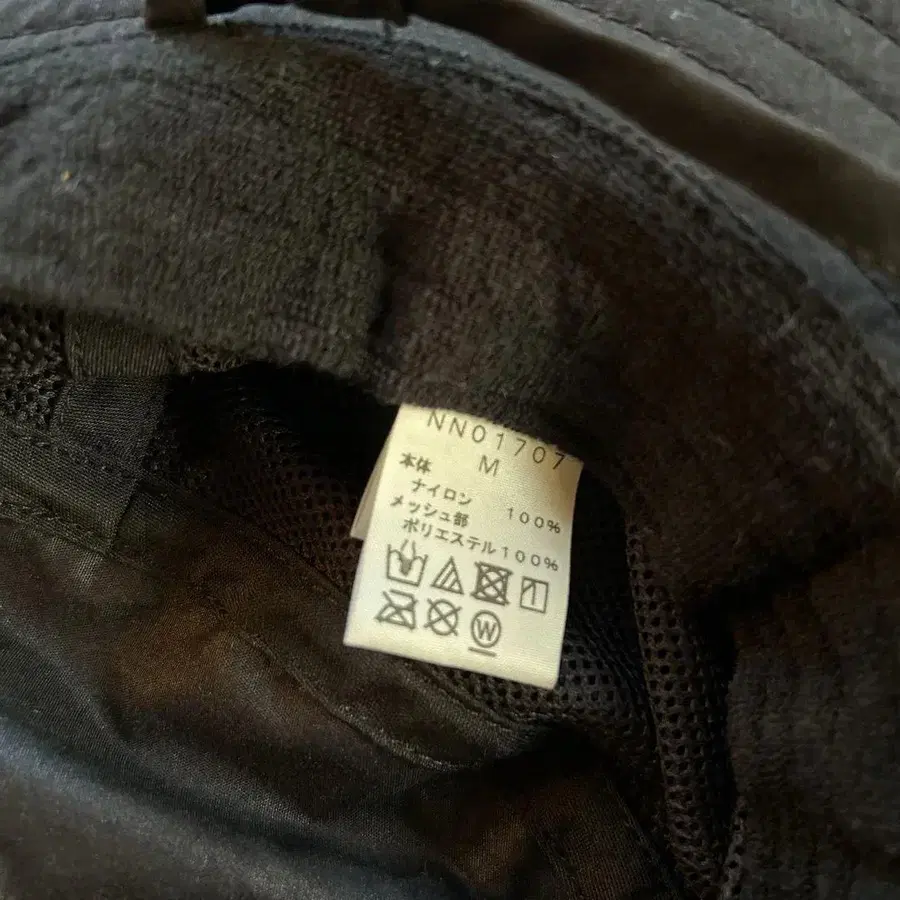 NN01707
M
本体
ナイロン 100%
メッシュ部
ポリエステル100%
W